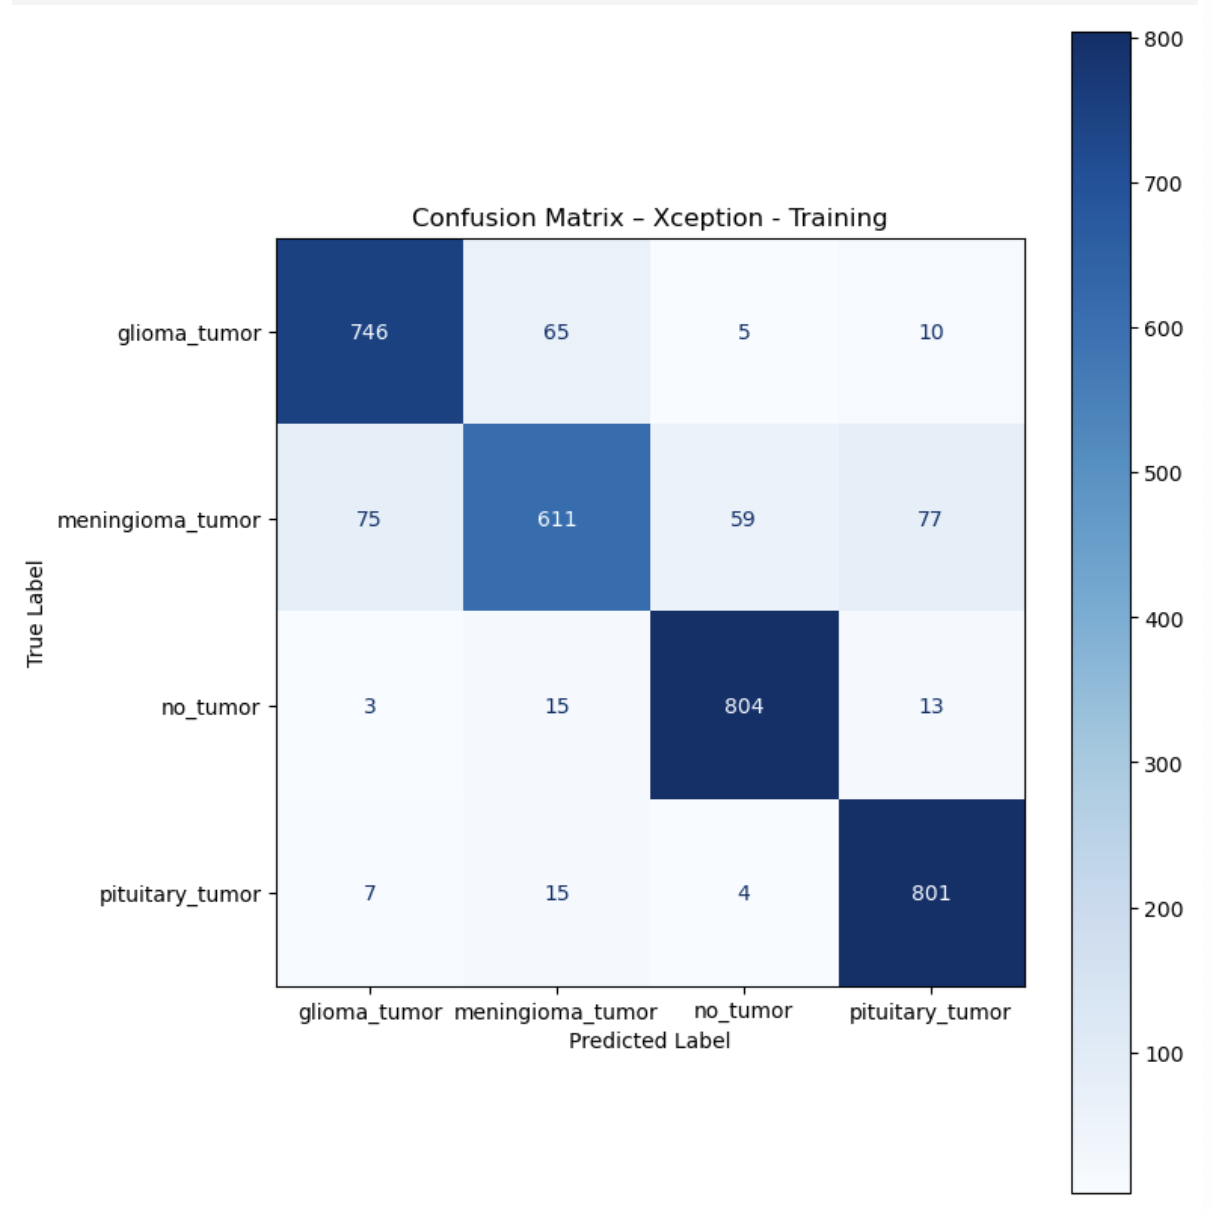 Confusion Matrix – Xception - Training
True Label
glioma_tumor 746 65 5 10
meningioma_tumor 75 611 59 77
no_tumor 3 15 804 13
pituitary_tumor 7 15 4 801
glioma_tumor meningioma_tumor no_tumor pituitary_tumor
Predicted Label
800
700
600
500
400
300
200
100